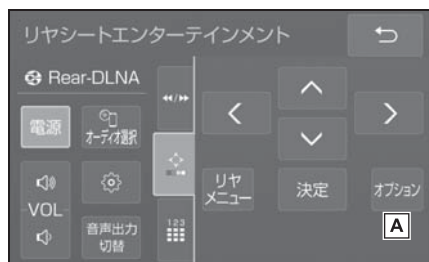 リヤシートエンターテインメント
Rear-DLNA
電源
オーディオ選択
VOL
音声出力
切替
123
リヤ
メニュー
決定
オプション
A